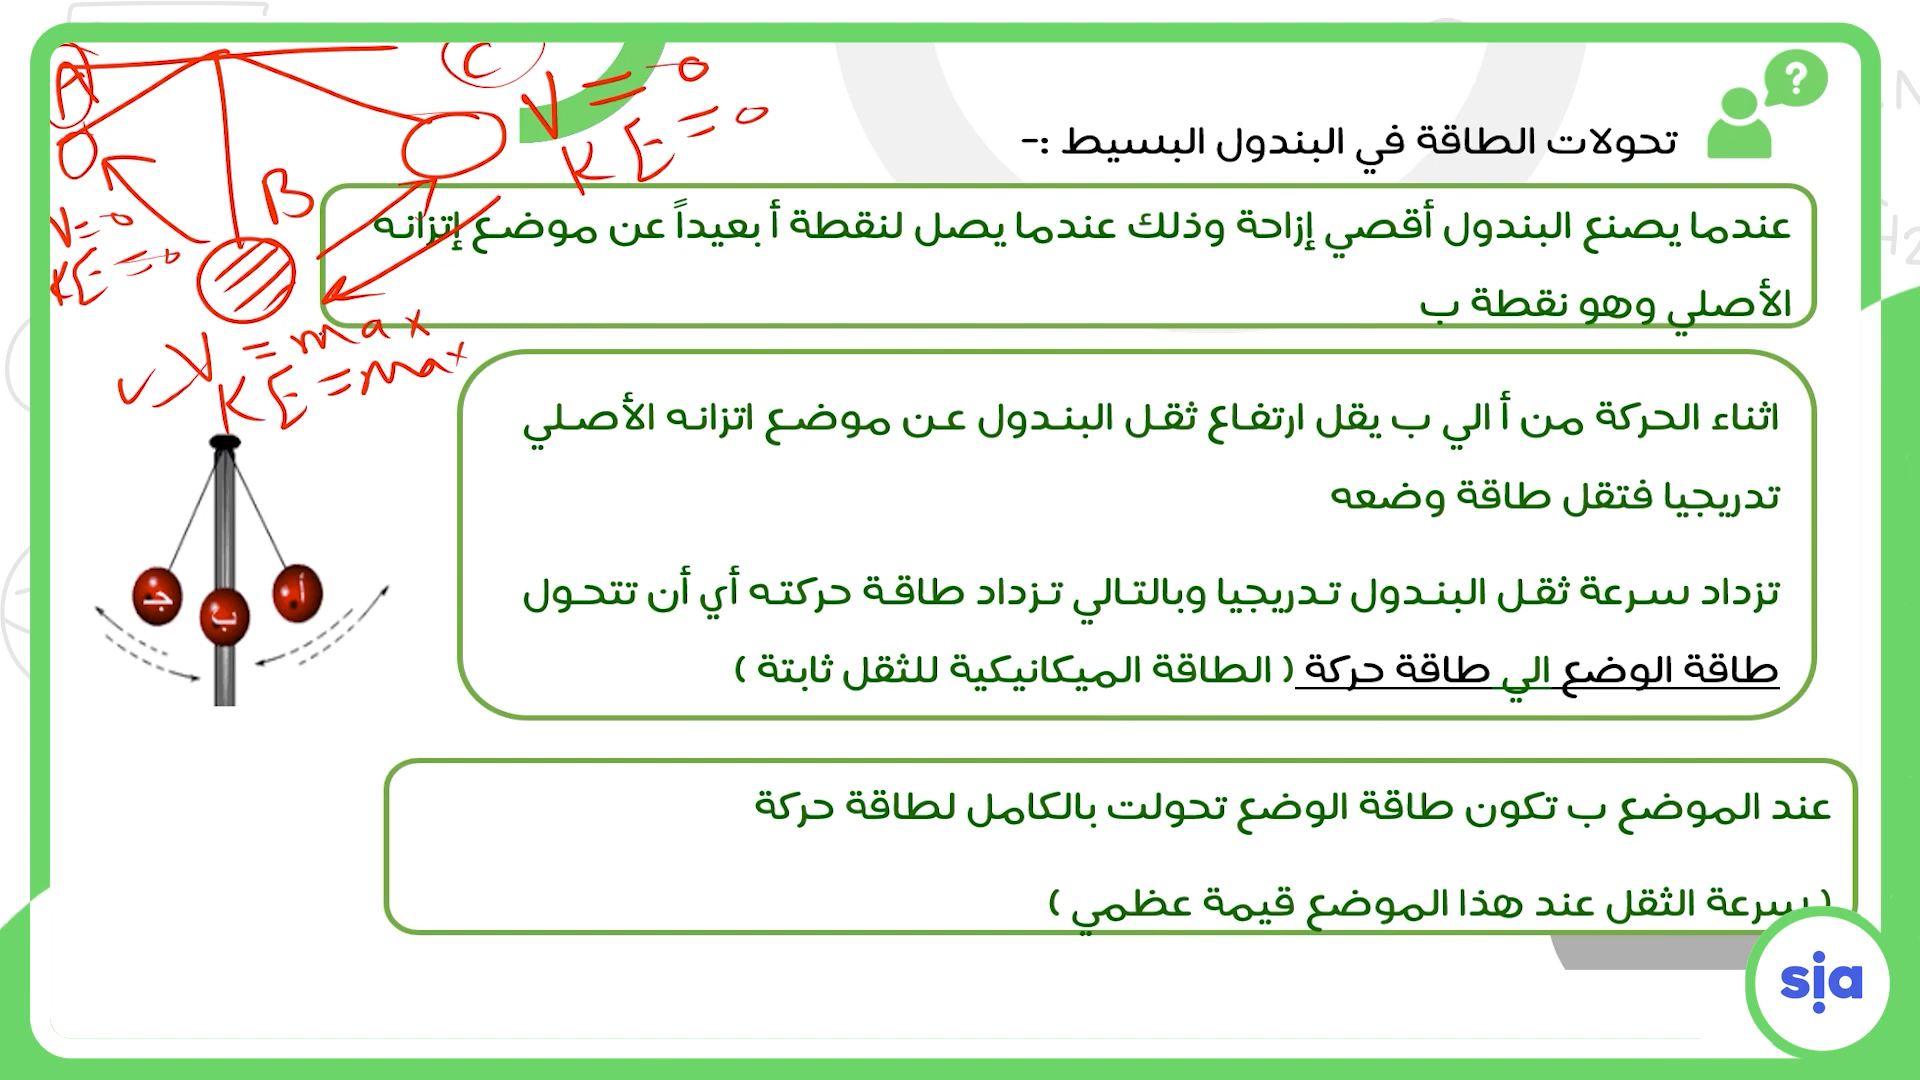 تحولات الطاقة في البندول البسيط :-
عندما يصنع البندول أقصي إزاحة وذلك عندما يصل لنقطة أ بعيداً عن موضع إتزانه
الأصلي وهو نقطة ب
اثناء الحركة من أ الي ب يقل ارتفاع ثقل البندول عن موضع اتزانه الأصلي
تدريجيا فتقل طاقة وضعه
تزداد سرعة ثقل البندول تدريجيا وبالتالي تزداد طاقة حركته أي أن تتحول
طاقة الوضع الي طاقة حركة ( الطاقة الميكانيكية للثقل ثابتة )
عند الموضع ب تكون طاقة الوضع تحولت بالكامل لطاقة حركة
( سرعة الثقل عند هذا الموضع قيمة عظمي )
A
C
V = 0
KE = 0
B
V = 0
KE = 0
V = max
KE = max
أ
ب
جـ
?
sia